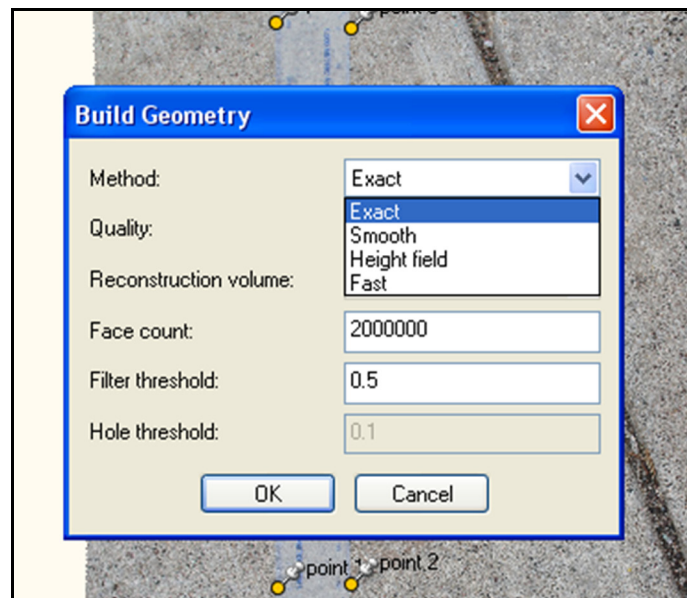 point
Build Geometry
Method: Exact
Exact
Smooth
Quality:
Height field
Reconstruction volume:
Fast
Face count: 2000000
Filter threshold: 0.5
Hole threshold: 0.1
OK Cancel
point 1 point 2